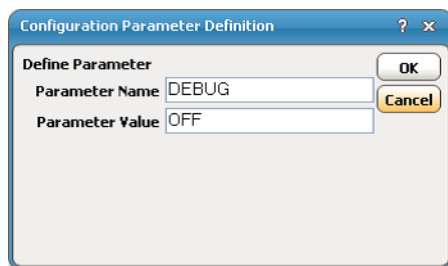 Configuration Parameter Definition ? ×
Define Parameter
Parameter Name DEBUG
Parameter Value OFF
OK
Cancel